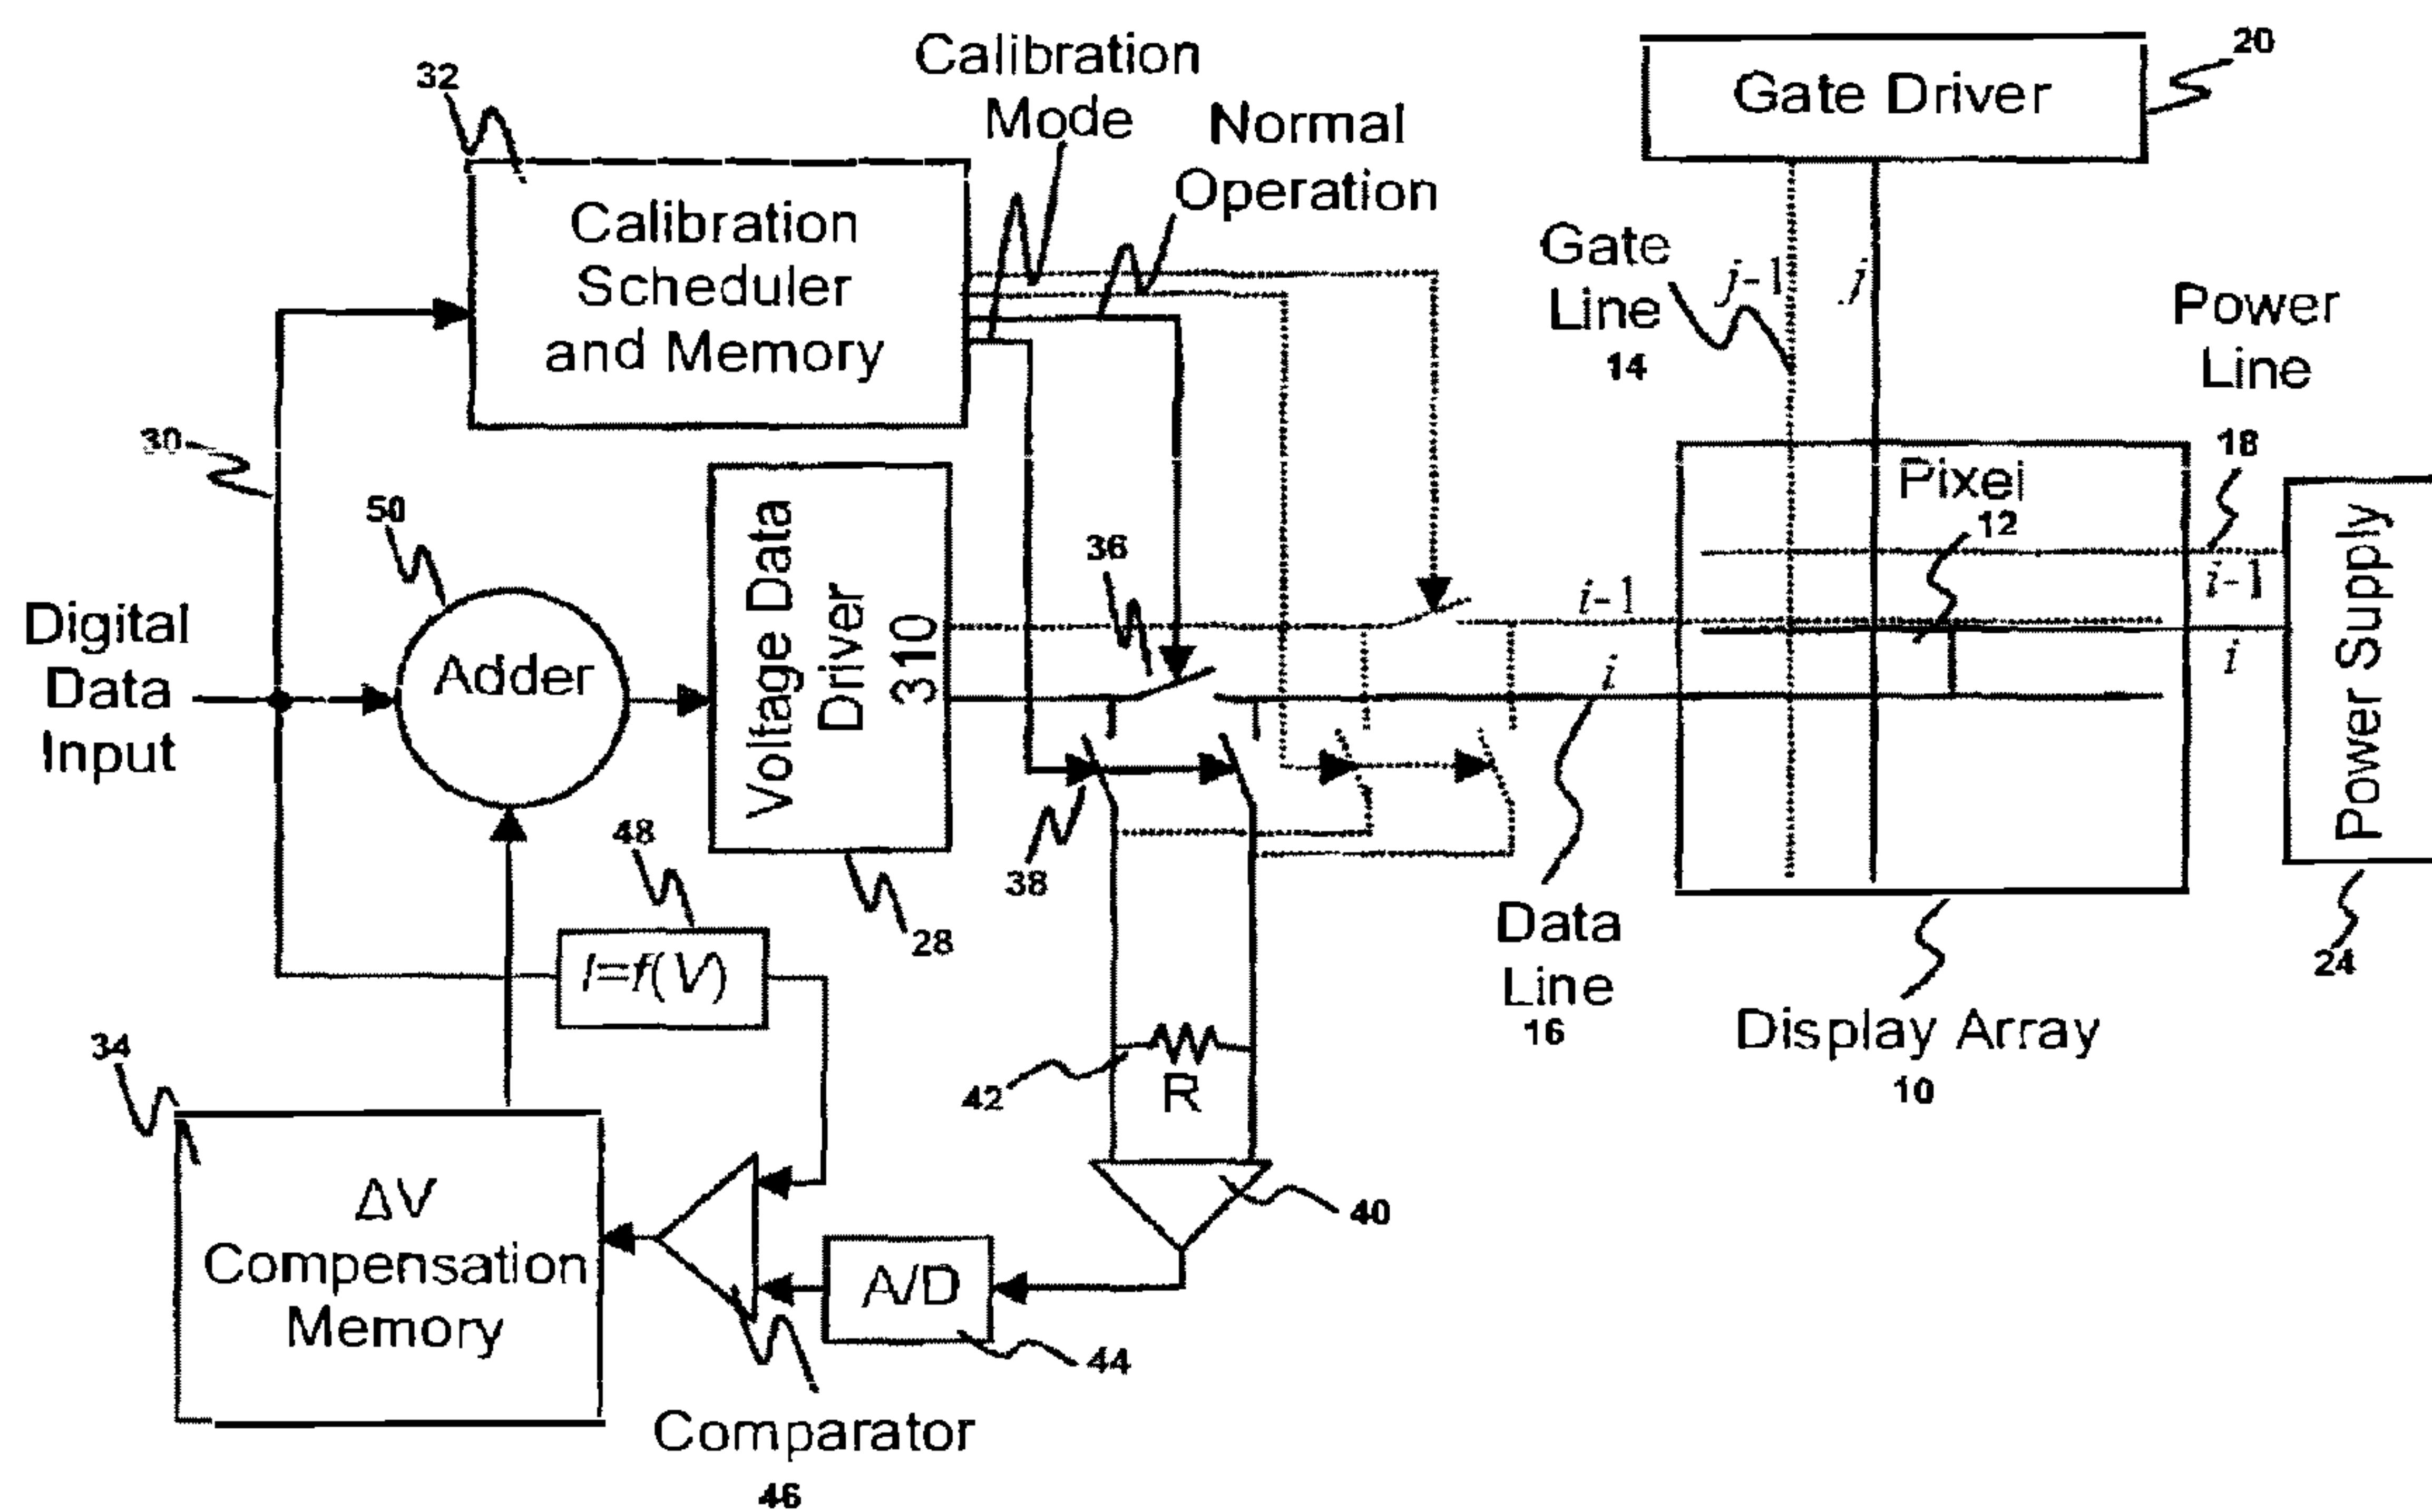 Calibration
Mode
Normal
Operation
32
Gate Driver
20
Calibration
Scheduler
and Memory
Gate
Line
14
j-1
j
Power
Line
18
30
50
Digital
Data
Input
Adder
Voltage Data
Driver
310
28
36
38
i-1
i
Pixel
12
i-1
i
Power Supply
24
48
I=f(V)
Data
Line
16
Display Array
10
34
ΔV
Compensation
Memory
42
R
40
A/D
44
Comparator
46